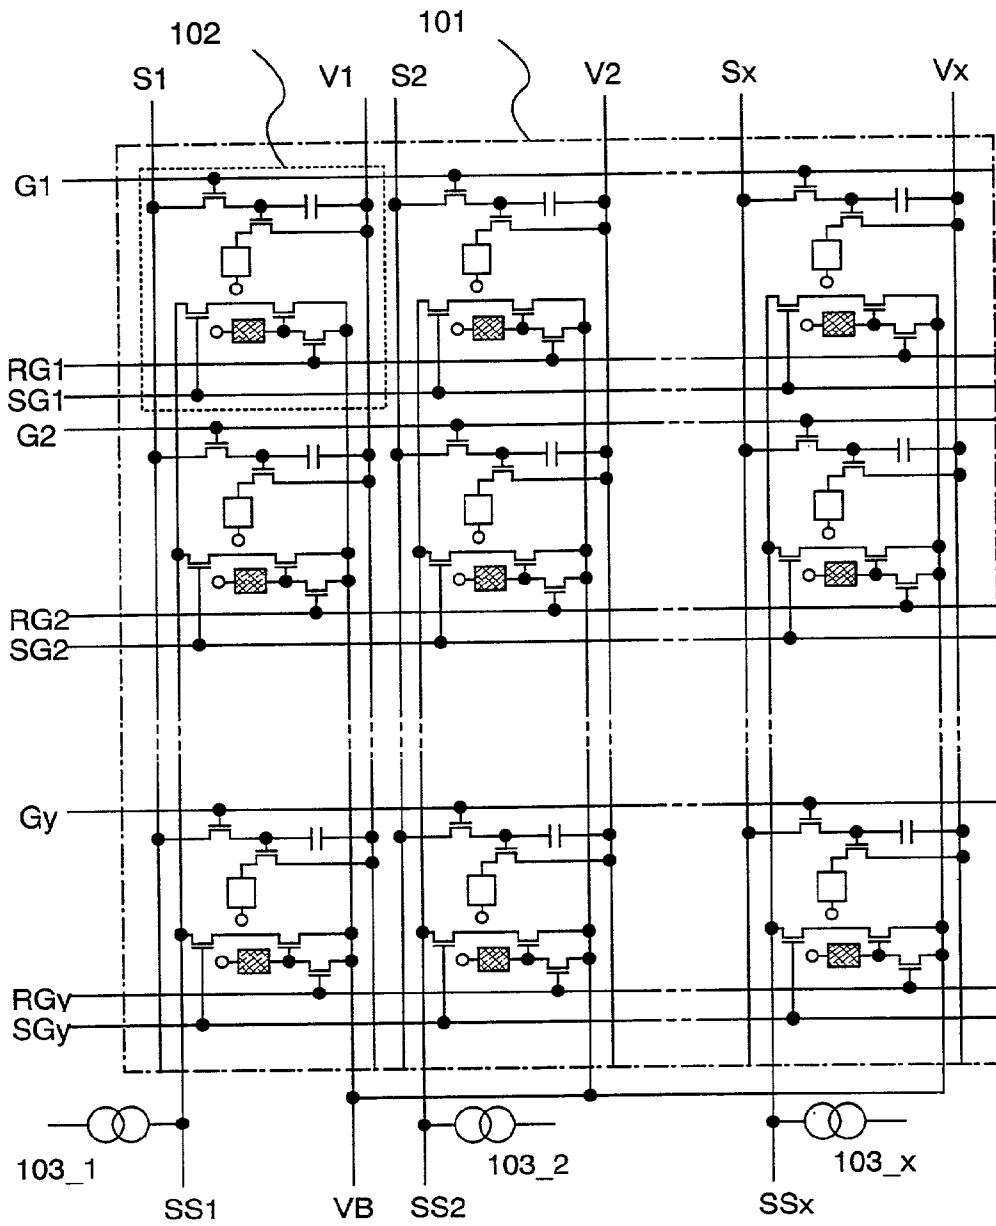 102 101
S1 V1 S2 V2 Sx Vx
G1
RG1
SG1
G2
RG2
SG2
Gy
RGy
SGy
103_1 103_2 103_x
SS1 VB SS2 SSx